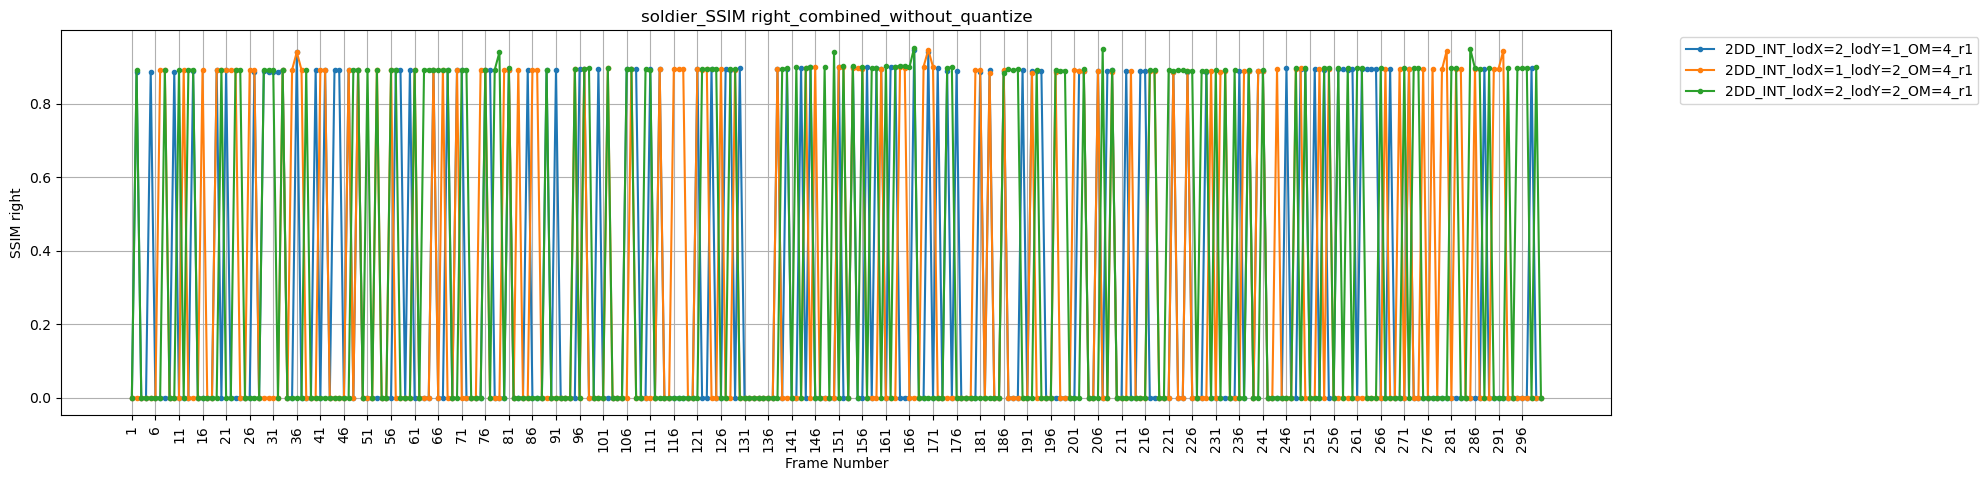 soldier_SSIM right_combined_without_quantize
2DD_INT_lodX=2_lodY=1_OM=4_r1
2DD_INT_lodX=1_lodY=2_OM=4_r1
2DD_INT_lodX=2_lodY=2_OM=4_r1
SSIM right
0.8
0.6
0.4
0.2
0.0
1 6 11 16 21 26 31 36 41 46 51 56 61 66 71 76 81 86 91 96 101 106 111 116 121 126 131 136 141 146 151 156 161 166 171 176 181 186 191 196 201 206 211 216 221 226 231 236 241 246 251 256 261 266 271 276 281 286 291 296
Frame Number